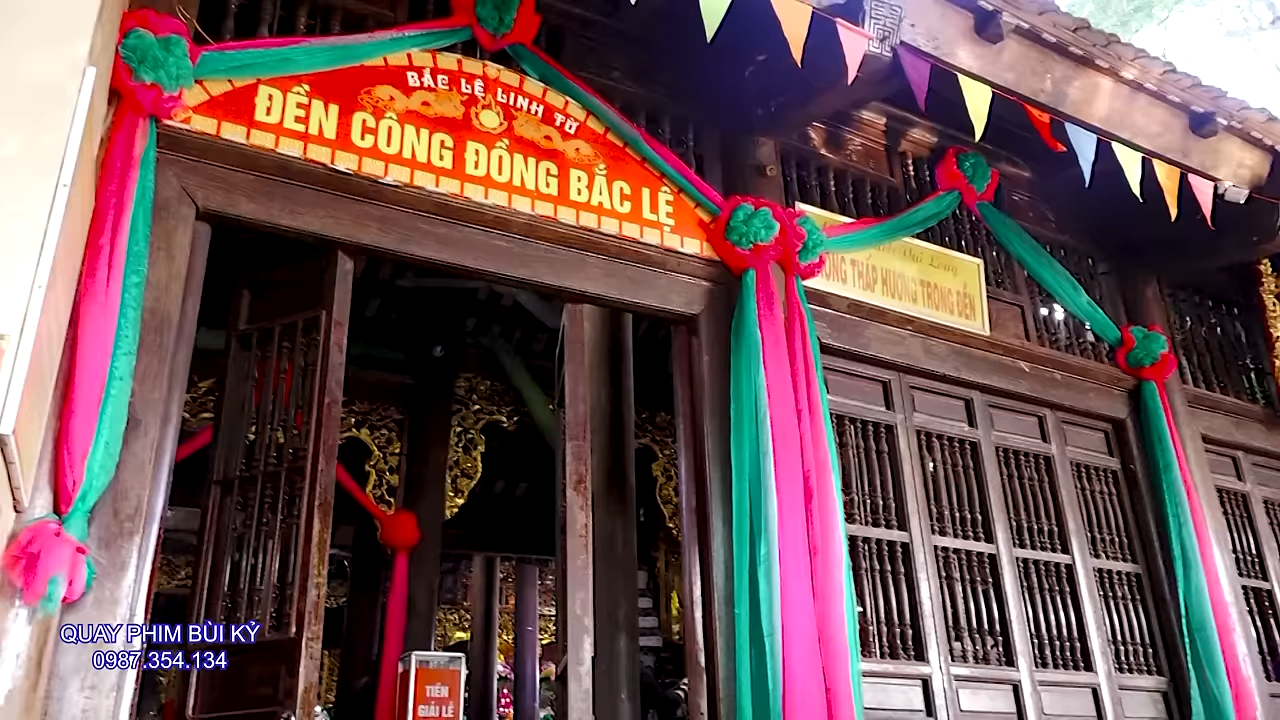 BẮC LỆ LINH TỪ
ĐỀN CÔNG ĐỒNG BẮC LỆ
THẮP HƯƠNG TRONG ĐỀN
TIỀN
GIẢI LỄ
QUAY PHIM BÙI KỶ
0987.354.134